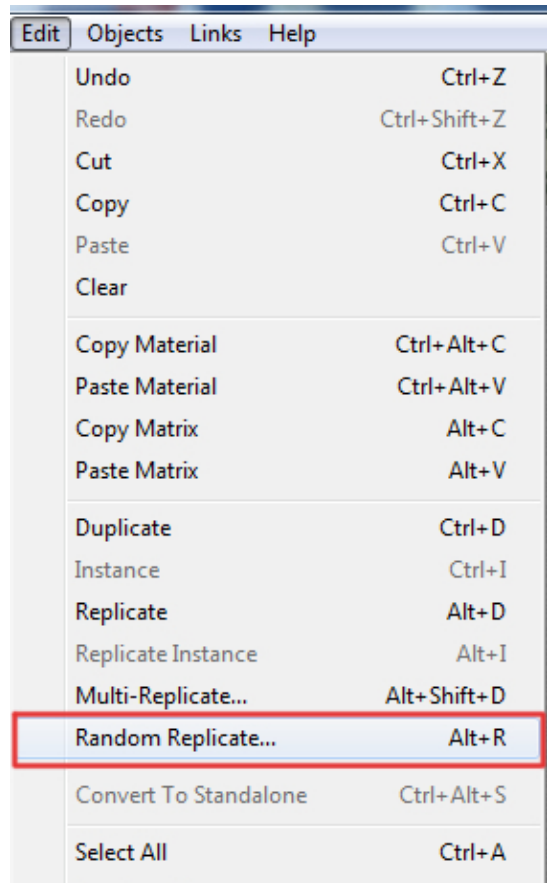 Edit Objects Links Help
Undo Ctrl+Z
Redo Ctrl+Shift+Z
Cut Ctrl+X
Copy Ctrl+C
Paste Ctrl+V
Clear
Copy Material Ctrl+Alt+C
Paste Material Ctrl+Alt+V
Copy Matrix Alt+C
Paste Matrix Alt+V
Duplicate Ctrl+D
Instance Ctrl+I
Replicate Alt+D
Replicate Instance Alt+I
Multi-Replicate... Alt+Shift+D
Random Replicate... Alt+R
Convert To Standalone Ctrl+Alt+S
Select All Ctrl+A